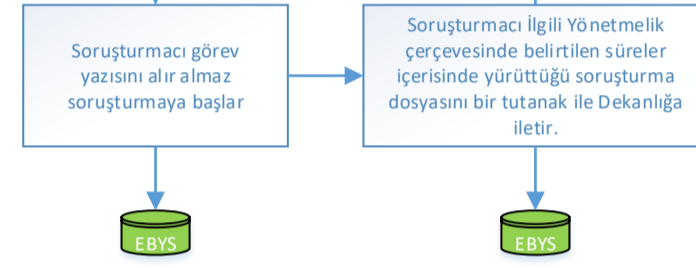 Soruşturmacı görev
yazısını alır almaz
soruşturmaya başlar
Soruşturmacı İlgili Yönetmelik
çerçevesinde belirtilen süreler
içerisinde yürüttüğü soruşturma
dosyasını bir tutanak ile Dekanlığa
iletir.
EBYS
EBYS